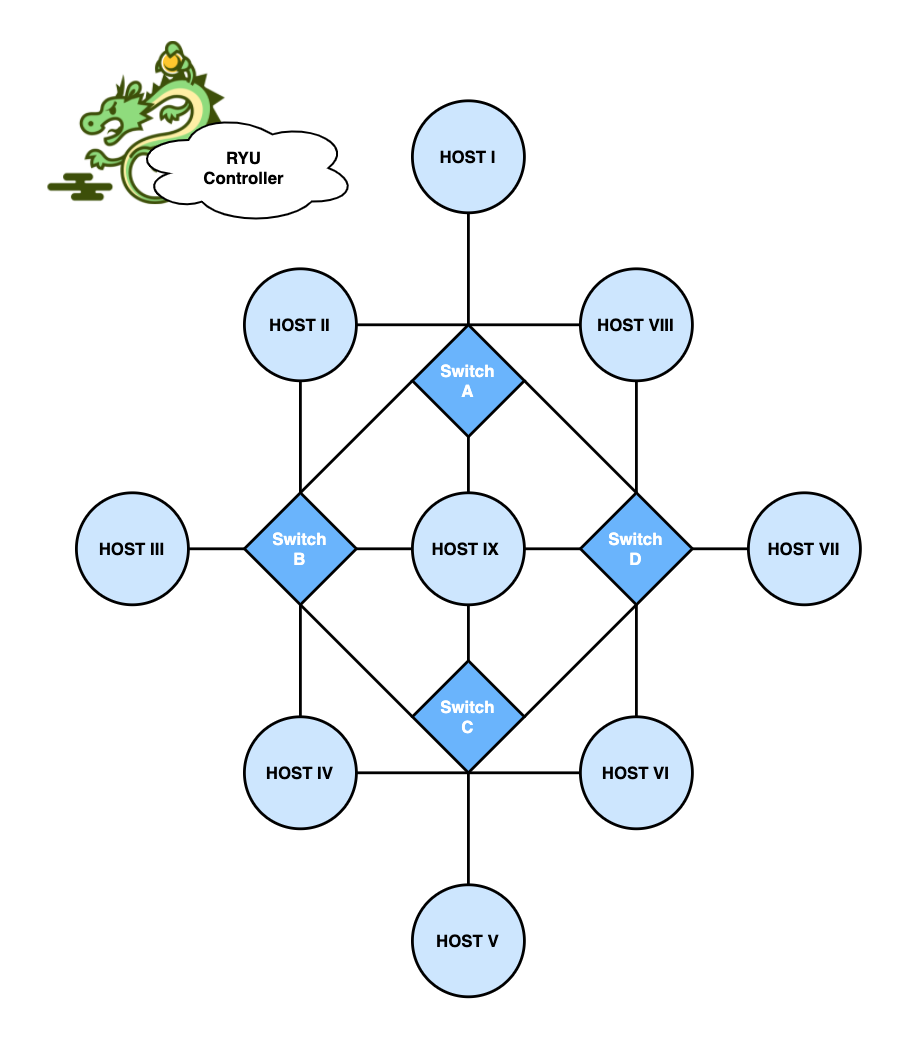 RYU
Controller
HOST I
HOST II
HOST VIII
Switch
A
HOST III
Switch
B
HOST IX
Switch
D
HOST VII
Switch
C
HOST IV
HOST VI
HOST V